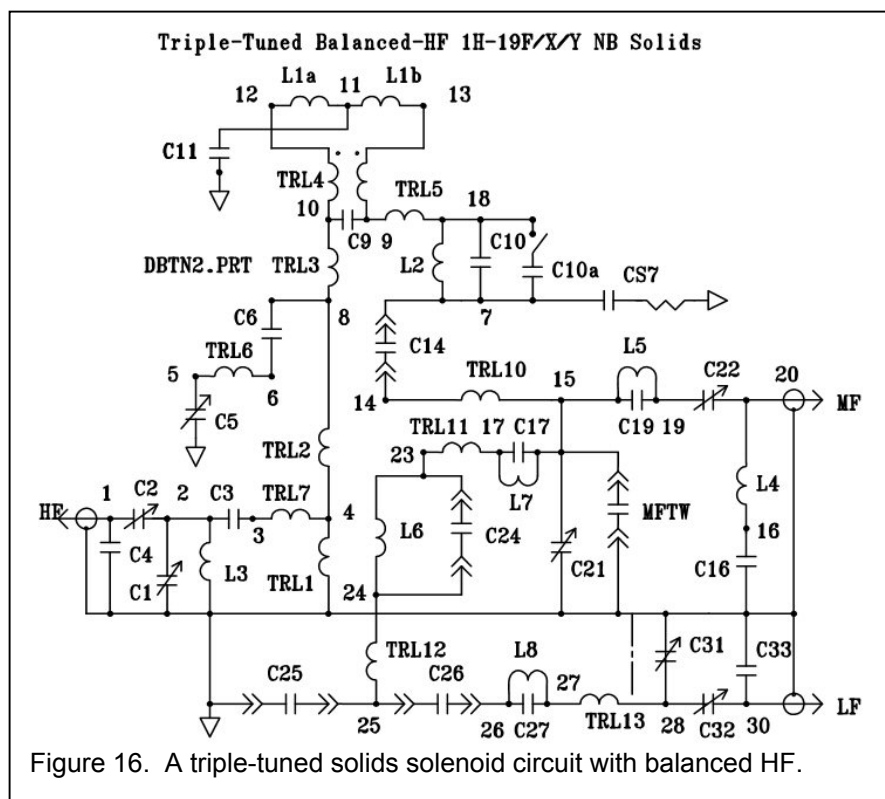 Triple-Tuned Balanced-HF 1H-19F/X/Y NB Solids
L1a 11 L1b
12 13
C11
TRL4 TRL5
10 18
C9 9 C10
DBTN2.PRT TRL3 L2 C10a CS7
C6 8 7
C14 L5
TRL6 TRL10 15 C22 20
5 6 14 MF
C5 TRL11 17 C17 C19 19
23
TRL2 MFTW L4
1 C2 2 C3 TRL7 L7
HF 4 L6 C24 16
3 C21
C4 L3 TRL1 C16
C1 24
TRL12 L8 C31 C33
C25 C26 27
LF
25 26 C27 TRL13 28 C32 30
Figure 16. A triple-tuned solids solenoid circuit with balanced HF.